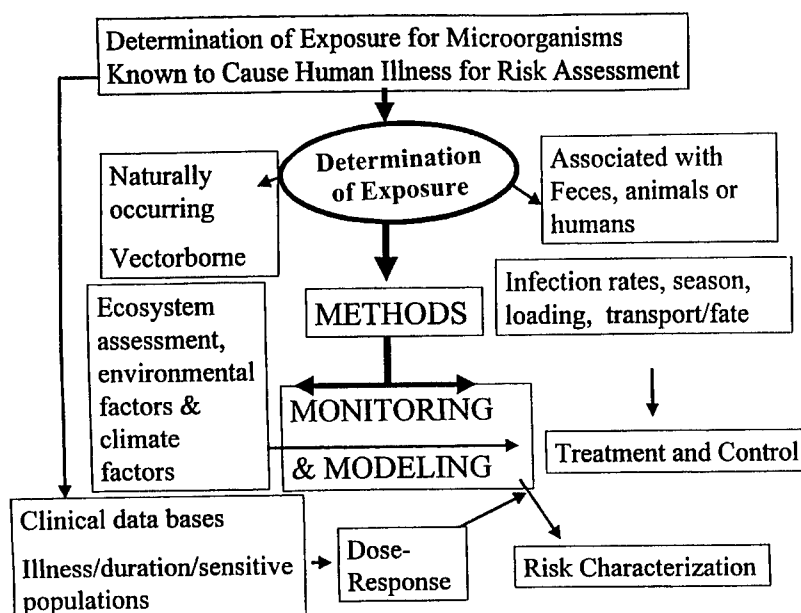 Determination of Exposure for Microorganisms
Known to Cause Human Illness for Risk Assessment
Determination
of Exposure
Naturally
occurring
Vectorborne
Associated with
Feces, animals or
humans
METHODS
Infection rates, season,
loading, transport/fate
Ecosystem
assessment,
environmental
factors &
climate
factors
MONITORING
& MODELING
Treatment and Control
Clinical data bases
Illness/duration/sensitive
populations
Dose-
Response
Risk Characterization